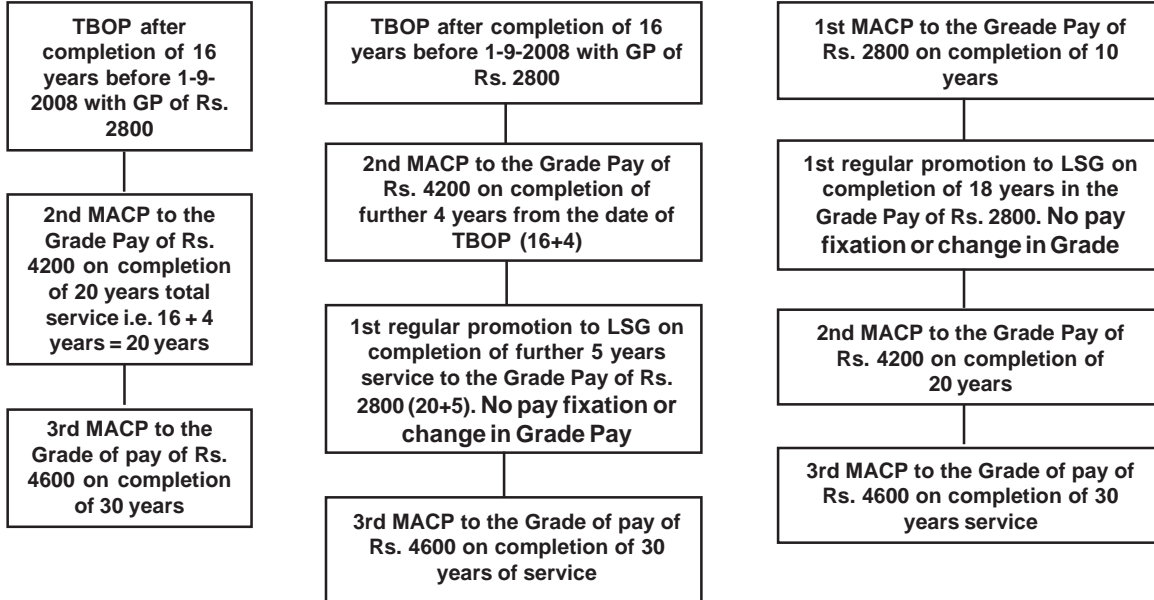 TBOP after
completion of 16
years before 1-9-
2008 with GP of Rs.
2800
2nd MACP to the
Grade Pay of Rs.
4200 on completion
of 20 years total
service i.e. 16 + 4
years = 20 years
3rd MACP to the
Grade of pay of Rs.
4600 on completion
of 30 years
TBOP after completion of 16
years before 1-9-2008 with GP of
Rs. 2800
2nd MACP to the Grade Pay of
Rs. 4200 on completion of
further 4 years from the date of
TBOP (16+4)
1st regular promotion to LSG on
completion of further 5 years
service to the Grade Pay of Rs.
2800 (20+5). No pay fixation or
change in Grade Pay
3rd MACP to the Grade of pay of
Rs. 4600 on completion of 30
years of service
1st MACP to the Greade Pay of
Rs. 2800 on completion of 10
years
1st regular promotion to LSG on
completion of 18 years in the
Grade Pay of Rs. 2800. No pay
fixation or change in Grade
2nd MACP to the Grade Pay of
Rs. 4200 on completion of
20 years
3rd MACP to the Grade of pay of
Rs. 4600 on completion of 30
years service